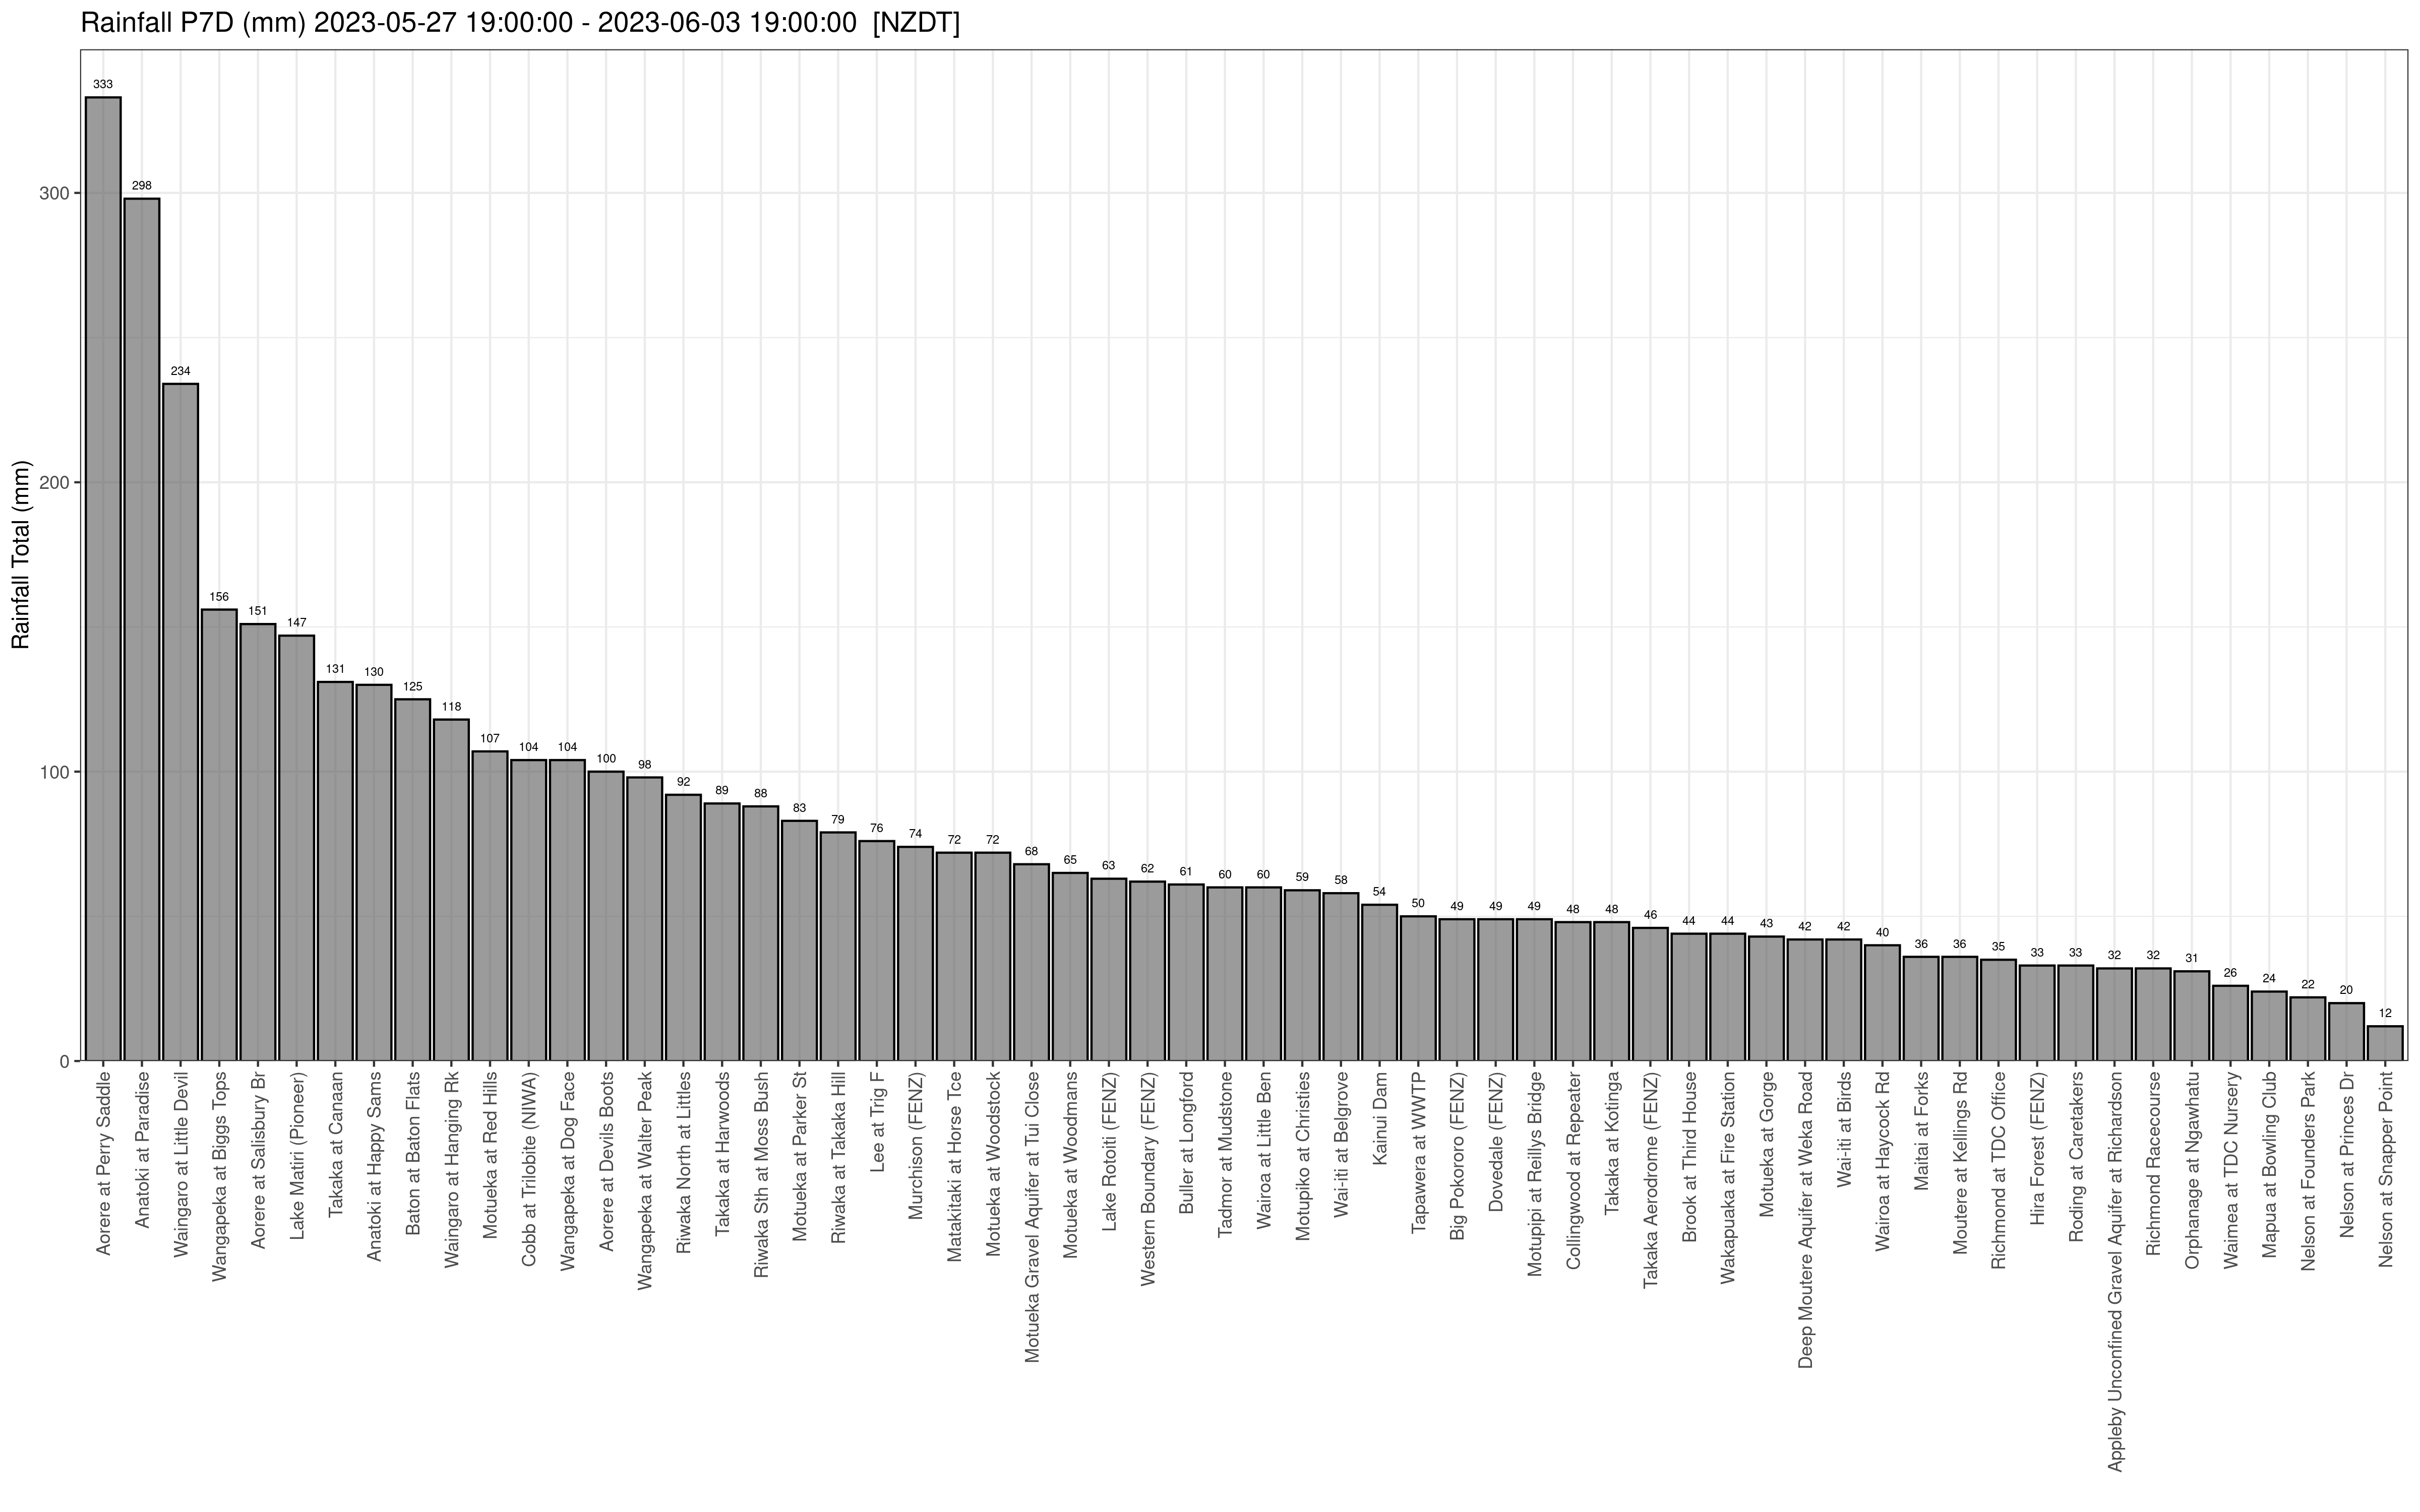 Rainfall P7D (mm) 2023-05-27 19:00:00 - 2023-06-03 19:00:00 [NZDT]
Rainfall Total (mm)
300
200
100
0
333
298
234
156
151
147
131
130
125
118
107
104
104
100
98
92
89
88
83
79
76
74
72
72
68
65
63
62
61
60
60
59
58
54
50
49
49
49
48
48
46
44
44
43
42
42
40
36
36
35
33
33
32
32
31
26
24
22
20
12
Aorere at Perry Saddle
Anatoki at Paradise
Waingaro at Little Devil
Wangapeka at Biggs Tops
Aorere at Salisbury Br
Lake Matiri (Pioneer)
Takaka at Canaan
Anatoki at Happy Sams
Baton at Baton Flats
Waingaro at Hanging Rk
Motueka at Red Hills
Cobb at Trilobite (NIWA)
Wangapeka at Dog Face
Aorere at Devils Boots
Wangapeka at Walter Peak
Riwaka North at Littles
Takaka at Harwoods
Riwaka Sth at Moss Bush
Motueka at Parker St
Riwaka at Takaka Hill
Lee at Trig F
Murchison (FENZ)
Matakitaki at Horse Tce
Motueka at Woodstock
Motueka Gravel Aquifer at Tui Close
Motueka at Woodmans
Lake Rotoiti (FENZ)
Western Boundary (FENZ)
Buller at Longford
Tadmor at Mudstone
Wairoa at Little Ben
Motupiko at Christies
Wai-iti at Belgrove
Kainui Dam
Tapawera at WWTP
Big Pokororo (FENZ)
Dovedale (FENZ)
Motupipi at Reillys Bridge
Collingwood at Repeater
Takaka at Kotinga
Takaka Aerodrome (FENZ)
Brook at Third House
Wakapuaka at Fire Station
Motueka at Gorge
Deep Moutere Aquifer at Weka Road
Wai-iti at Birds
Wairoa at Haycock Rd
Maitai at Forks
Moutere at Kellings Rd
Richmond at TDC Office
Hira Forest (FENZ)
Roding at Caretakers
Appleby Unconfined Gravel Aquifer at Richardson
Richmond Racecourse
Orphanage at Ngawhatu
Waimea at TDC Nursery
Mapua at Bowling Club
Nelson at Founders Park
Nelson at Princes Dr
Nelson at Snapper Point